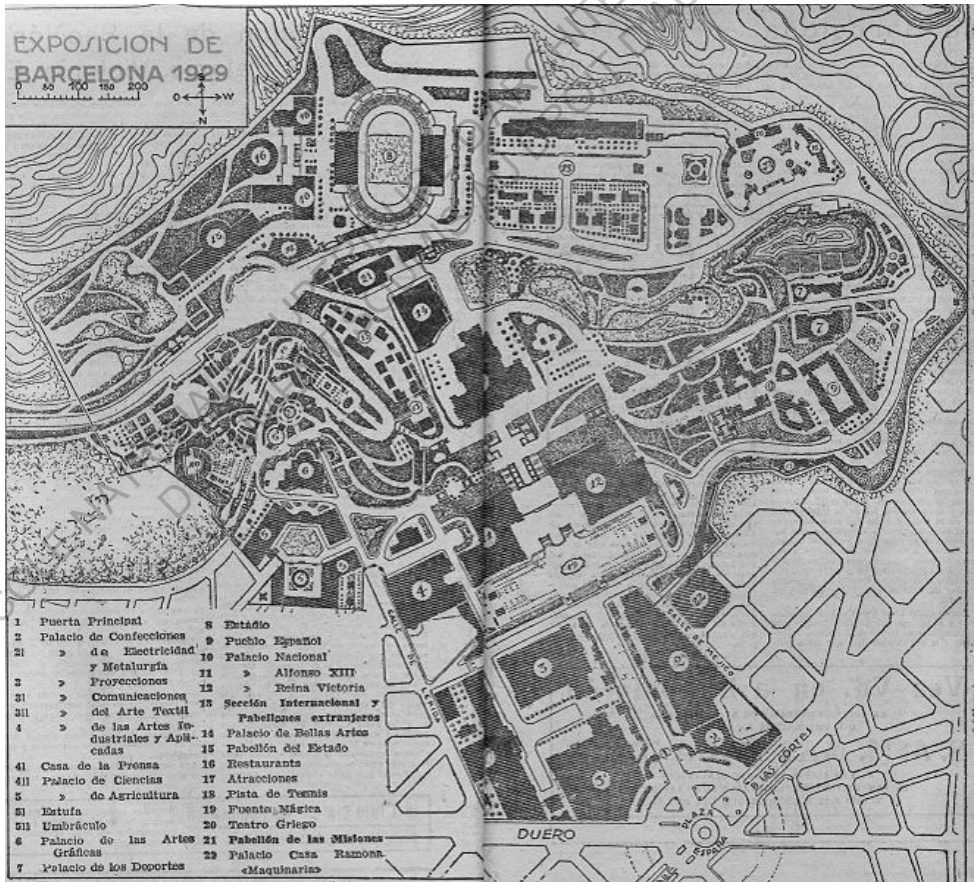 EXPOSICION DE
BARCELONA 1929
0 50 100 150 200
S
O W
N
1 Puerta Principal
2 Palacio de Confecciones
2I » de Electricidad
y Metalurgía
3 » Proyecciones
3I » Comunicaciones
3II » del Arte Textil
4 » de las Artes In-
dustriales y Apli-
cadas
4I Casa de la Prensa
4II Palacio de Ciencias
5 » de Agricultura
5I Estufa
5II Umbráculo
6 Palacio de las Artes
Gráficas
7 Palacio de los Deportes
8 Estadio
9 Pueblo Español
10 Palacio Nacional
11 » Alfonso XIII
12 » Reina Victoria
13 Sección Internacional y
Pabellones extranjeros
14 Palacio de Bellas Artes
15 Pabellón del Estado
16 Restaurants
17 Atracciones
18 Pista de Tennis
19 Fuente Mágica
20 Teatro Griego
21 Pabellón de las Misiones
22 Palacio Casa Ramona
«Maquinaria»
CALLE DE LERIDA
CALLE DE MEJICO
DUERO
PLAZA
ESPAÑA
LAS CORTES